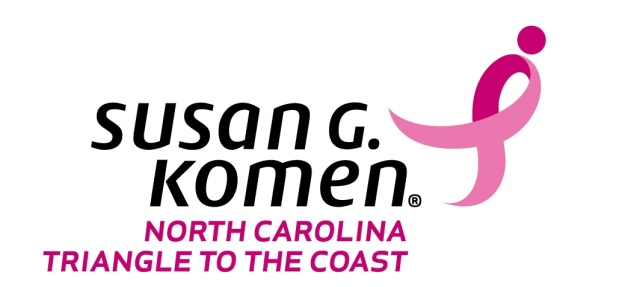 susan G.
komen®
NORTH CAROLINA
TRIANGLE TO THE COAST